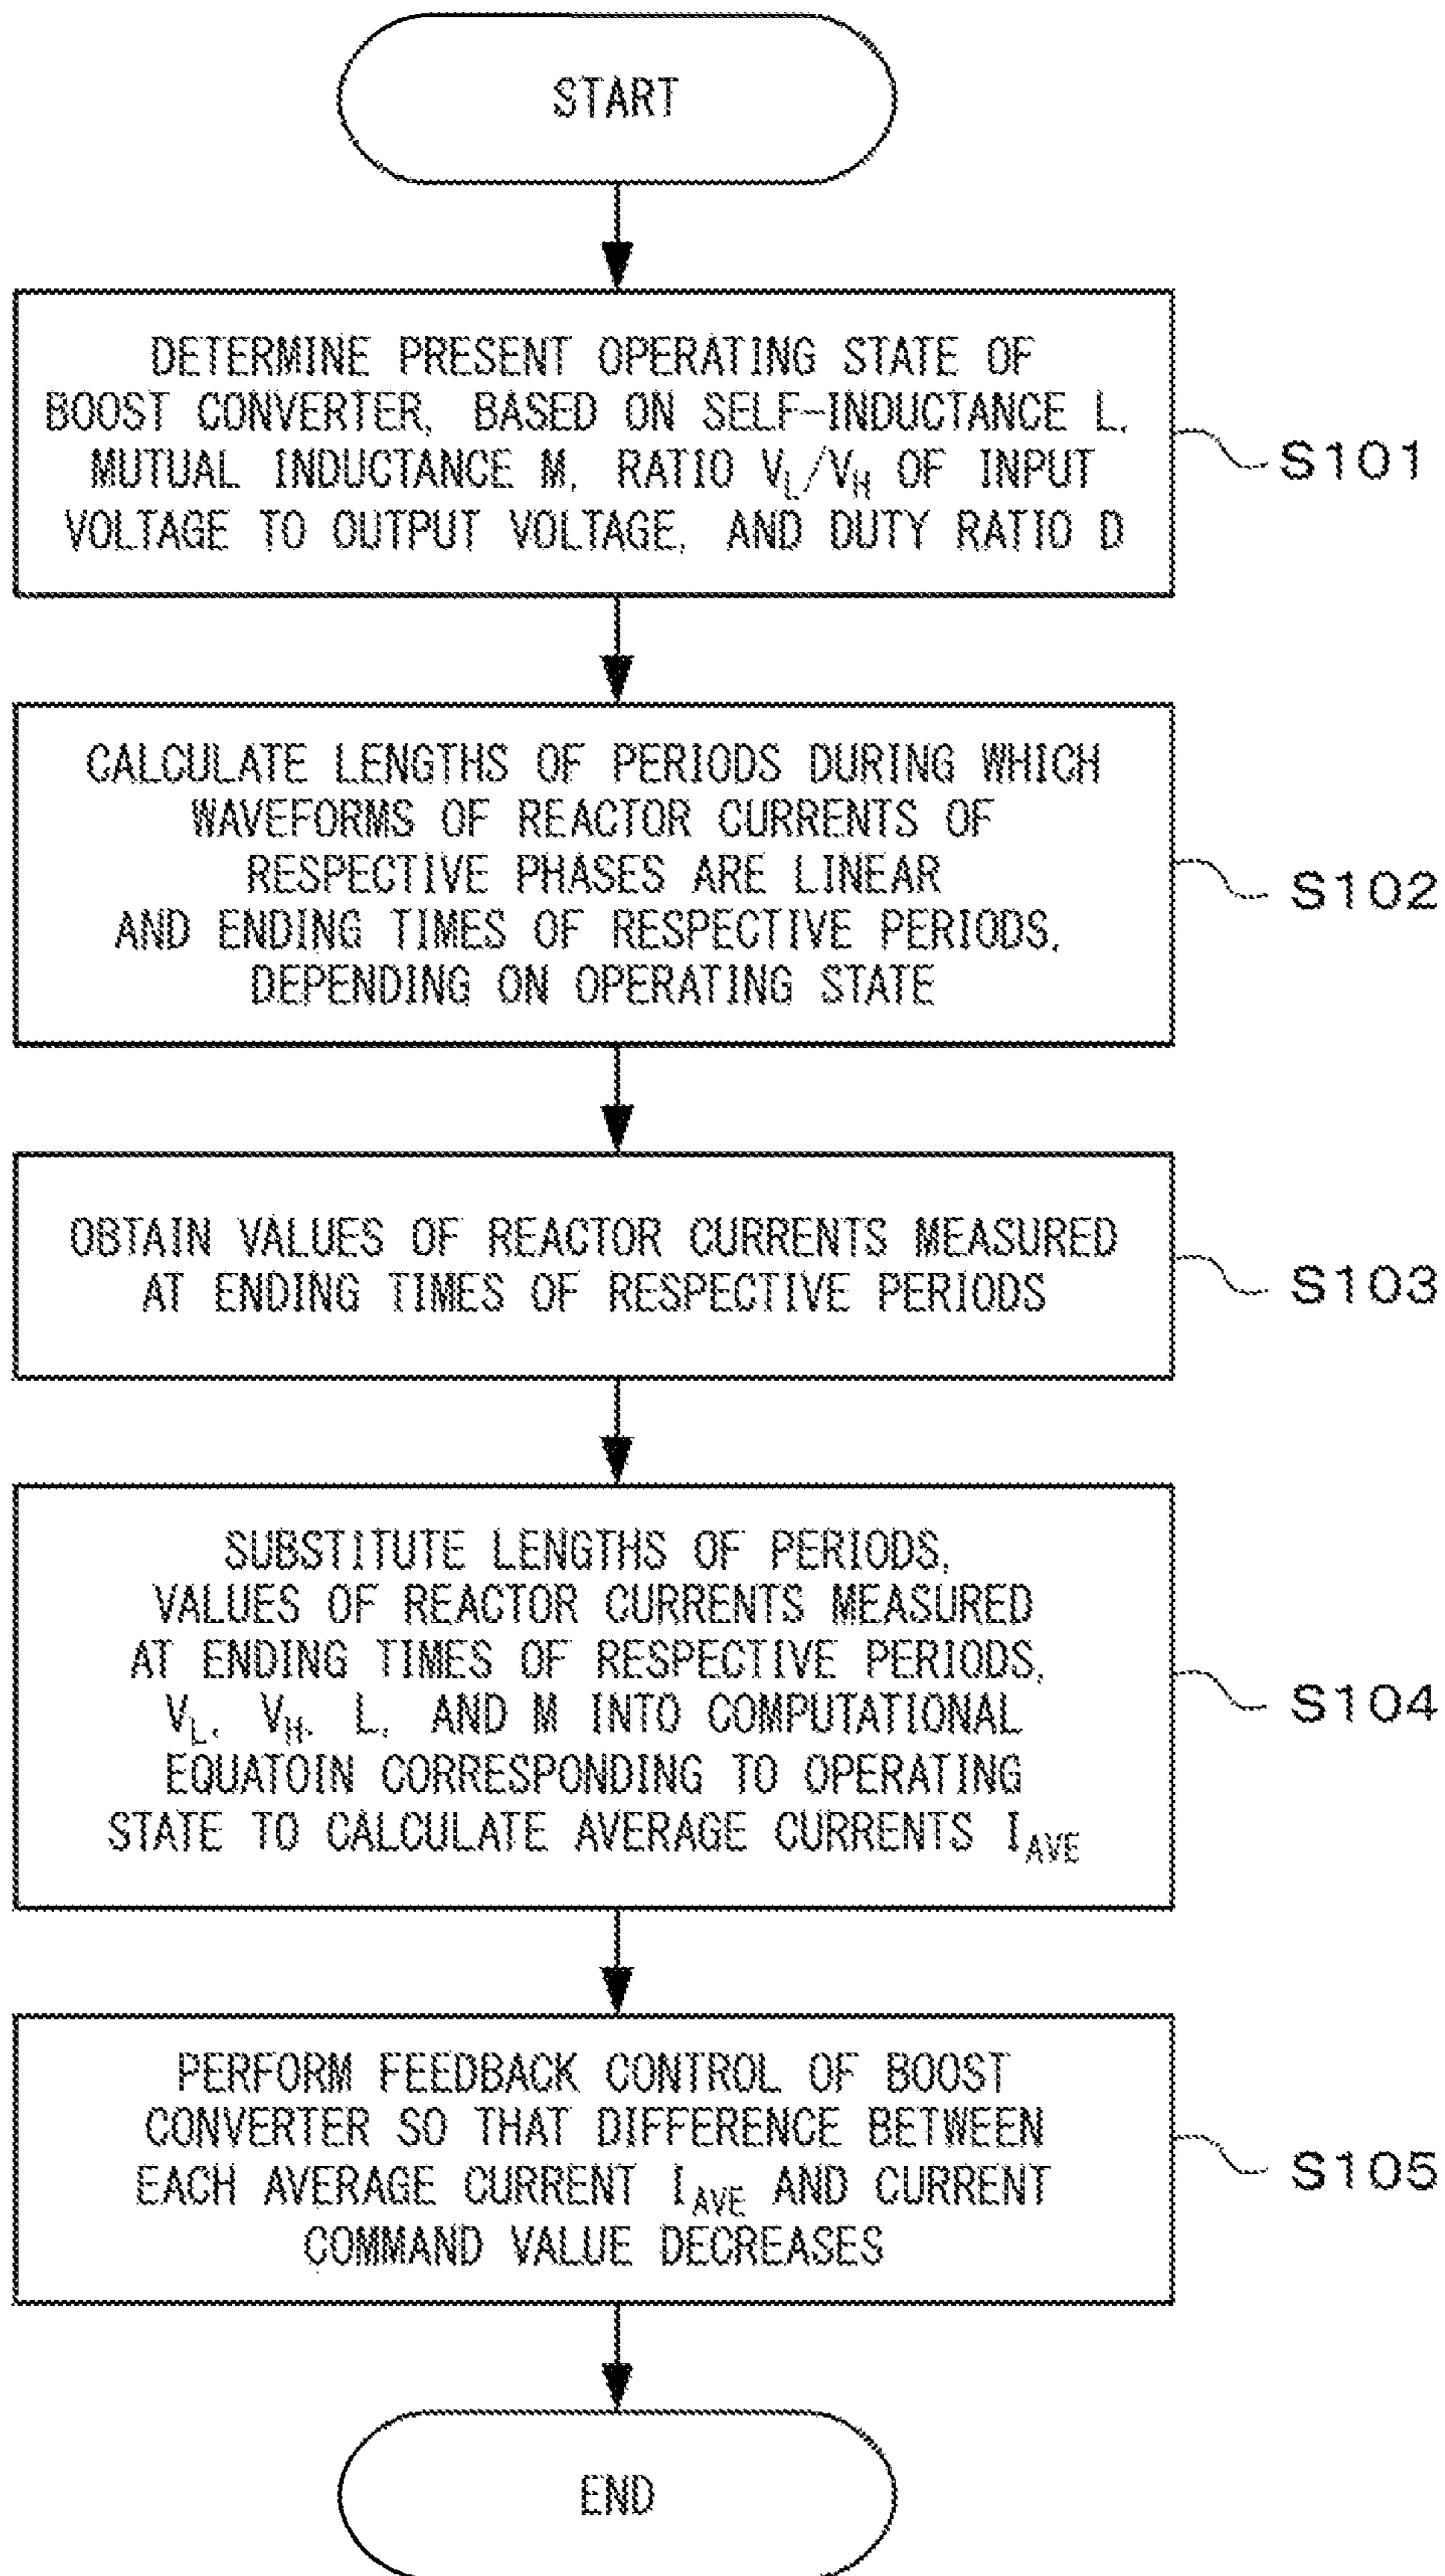 START
DETERMINE PRESENT OPERATING STATE OF
BOOST CONVERTER, BASED ON SELF-INDUCTANCE L,
MUTUAL INDUCTANCE M, RATIO VL/VH OF INPUT
VOLTAGE TO OUTPUT VOLTAGE, AND DUTY RATIO D
S101
CALCULATE LENGTHS OF PERIODS DURING WHICH
WAVEFORMS OF REACTOR CURRENTS OF
RESPECTIVE PHASES ARE LINEAR
AND ENDING TIMES OF RESPECTIVE PERIODS,
DEPENDING ON OPERATING STATE
S102
OBTAIN VALUES OF REACTOR CURRENTS MEASURED
AT ENDING TIMES OF RESPECTIVE PERIODS
S103
SUBSTITUTE LENGTHS OF PERIODS,
VALUES OF REACTOR CURRENTS MEASURED
AT ENDING TIMES OF RESPECTIVE PERIODS,
VL, VH, L, AND M INTO COMPUTATIONAL
EQUATOIN CORRESPONDING TO OPERATING
STATE TO CALCULATE AVERAGE CURRENTS IAVE
S104
PERFORM FEEDBACK CONTROL OF BOOST
CONVERTER SO THAT DIFFERENCE BETWEEN
EACH AVERAGE CURRENT IAVE AND CURRENT
COMMAND VALUE DECREASES
S105
END